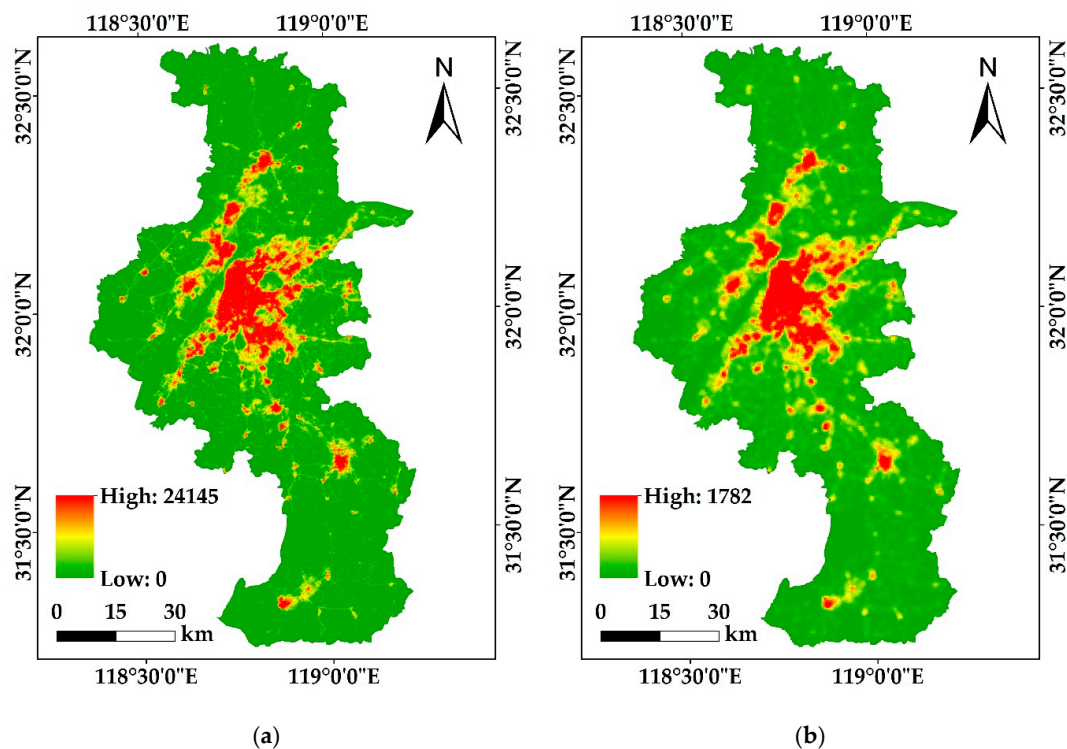 118°30'0"E 119°0'0"E
N
32°30'0"N 32°30'0"N
32°0'0"N 32°0'0"N
31°30'0"N 31°30'0"N
High: 24145
Low: 0
0 15 30
km
118°30'0"E 119°0'0"E
(a)
118°30'0"E 119°0'0"E
N
32°30'0"N 32°30'0"N
32°0'0"N 32°0'0"N
31°30'0"N 31°30'0"N
High: 1782
Low: 0
0 15 30
km
118°30'0"E 119°0'0"E
(b)